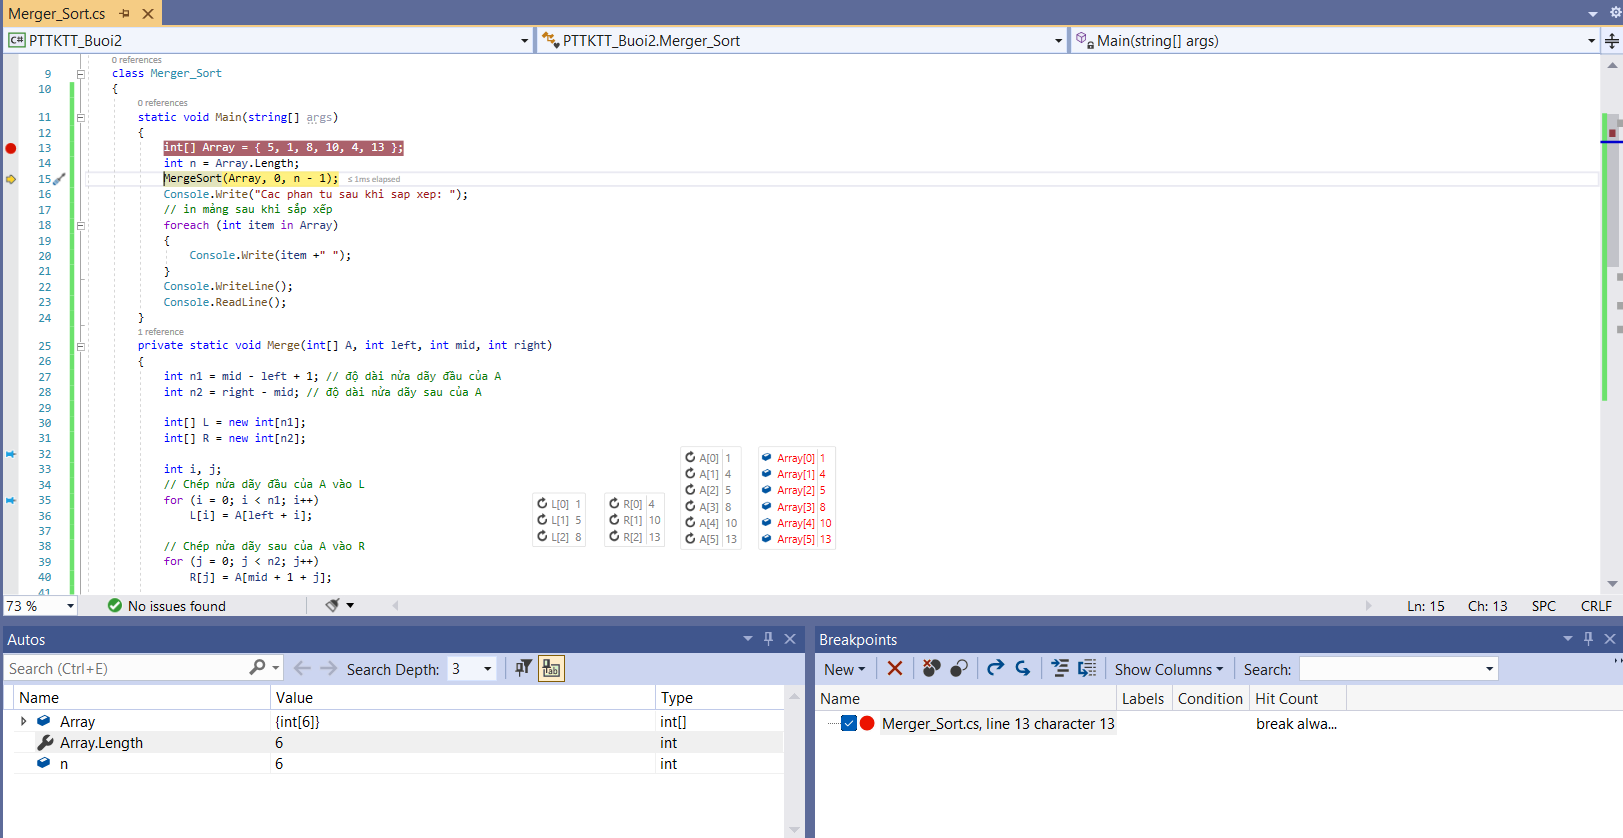 Merger_Sort.cs
C# PTTKTT_Buoi2
PTTKTT_Buoi2.Merger_Sort
Main(string[] args)
0 references
9 class Merger_Sort
10 {
0 references
11 static void Main(string[] args)
12 {
13 int[] Array = { 5, 1, 8, 10, 4, 13 };
14 int n = Array.Length;
15 MergeSort(Array, 0, n - 1); ≤ 1ms elapsed
16 Console.Write("Cac phan tu sau khi sap xep: ");
17 // in mảng sau khi sắp xếp
18 foreach (int item in Array)
19 {
20 Console.Write(item +" ");
21 }
22 Console.WriteLine();
23 Console.ReadLine();
24 }
1 reference
25 private static void Merge(int[] A, int left, int mid, int right)
26 {
27 int n1 = mid - left + 1; // độ dài nửa dãy đầu của A
28 int n2 = right - mid; // độ dài nửa dãy sau của A
29
30 int[] L = new int[n1];
31 int[] R = new int[n2];
32
33 int i, j;
34 // Chép nửa dãy đầu của A vào L
35 for (i = 0; i < n1; i++)
36 L[i] = A[left + i];
37
38 // Chép nửa dãy sau của A vào R
39 for (j = 0; j < n2; j++)
40 R[j] = A[mid + 1 + j];
41
L[0] 1
L[1] 5
L[2] 8
R[0] 4
R[1] 10
R[2] 13
A[0] 1
A[1] 4
A[2] 5
A[3] 8
A[4] 10
A[5] 13
Array[0] 1
Array[1] 4
Array[2] 5
Array[3] 8
Array[4] 10
Array[5] 13
73 %
No issues found
Ln: 15 Ch: 13 SPC CRLF
Autos
Search (Ctrl+E)
Search Depth: 3
Name Value Type
Array {int[6]} int[]
Array.Length 6 int
n 6 int
Breakpoints
New
Show Columns
Search:
Name Labels Condition Hit Count
Merger_Sort.cs, line 13 character 13 break alwa...